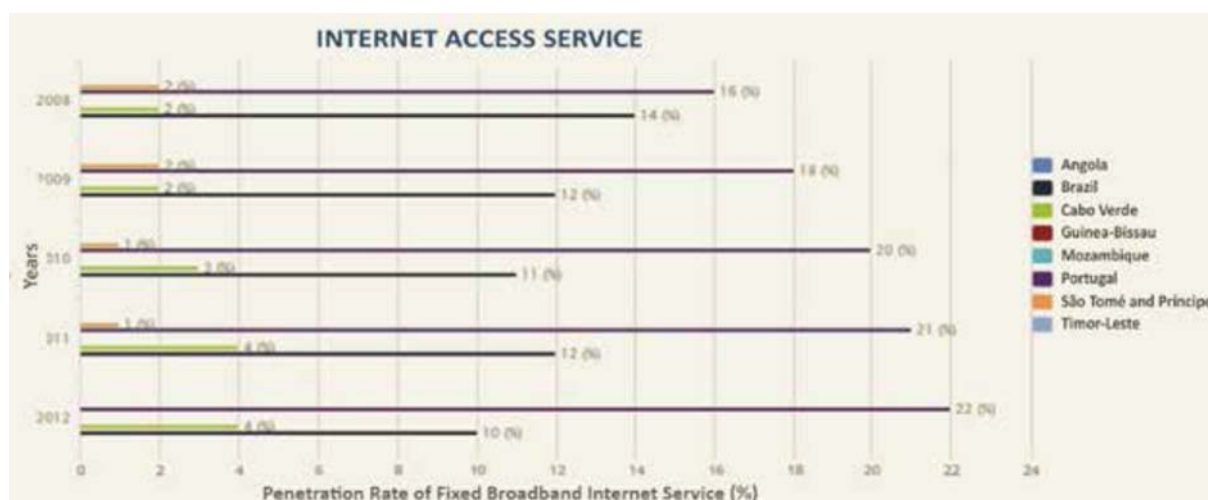 INTERNET ACCESS SERVICE
2008
2 (%)
16 (%)
2 (%)
14 (%)
2009
2 (%)
18 (%)
2 (%)
12 (%)
1 (%)
20 (%)
3 (%)
11 (%)
1 (%)
21 (%)
4 (%)
12 (%)
2012
22 (%)
4 (%)
10 (%)
Years
0 2 4 6 8 10 12 14 16 18 20 22 24
Penetration Rate of Fixed Broadband Internet Service (%)
Angola
Brazil
Cabo Verde
Guinea-Bissau
Mozambique
Portugal
São Tomé and Príncipe
Timor-Leste